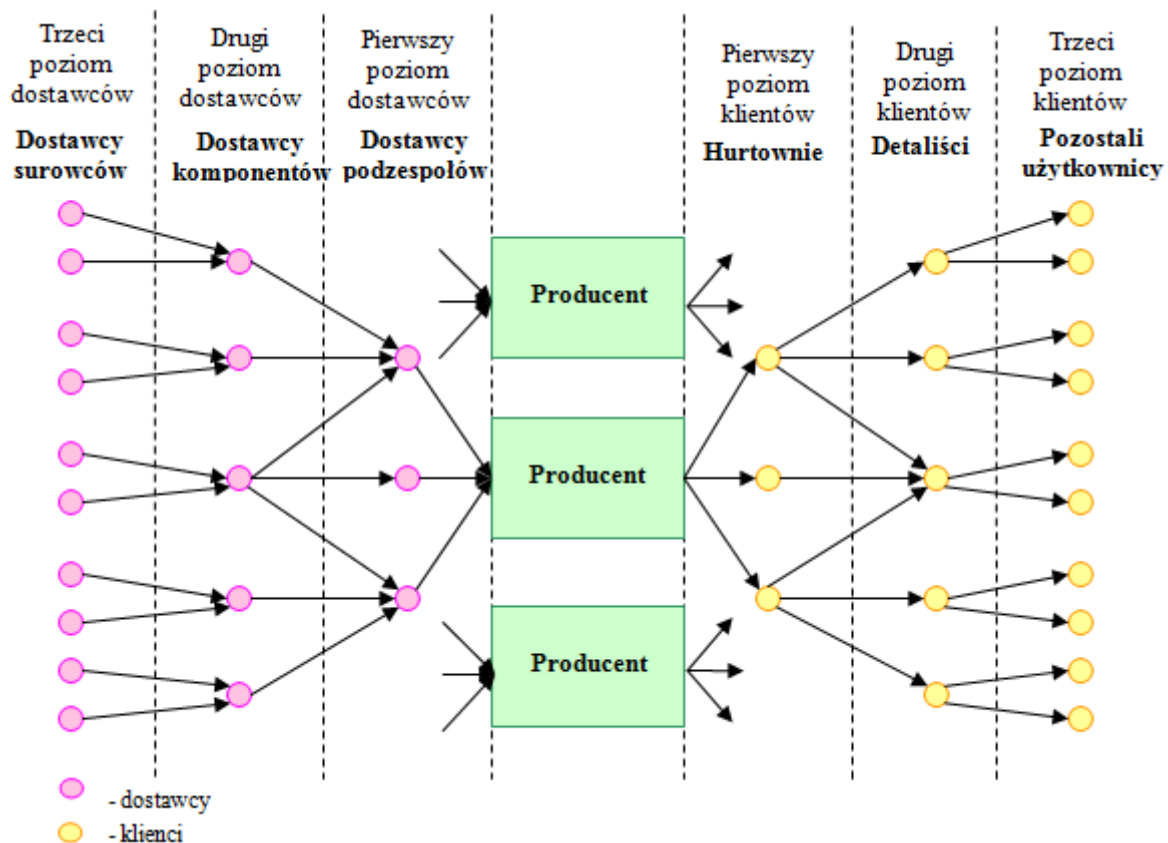 Trzeci
poziom
dostawców
Dostawcy
surowców
Drugi
poziom
dostawców
Dostawcy
komponentów
Pierwszy
poziom
dostawców
Dostawcy
podzespołów
Pierwszy
poziom
klientów
Hurtownie
Drugi
poziom
klientów
Detaliści
Trzeci
poziom
klientów
Pozostali
użytkownicy
Producent
Producent
Producent
- dostawcy
- klienci